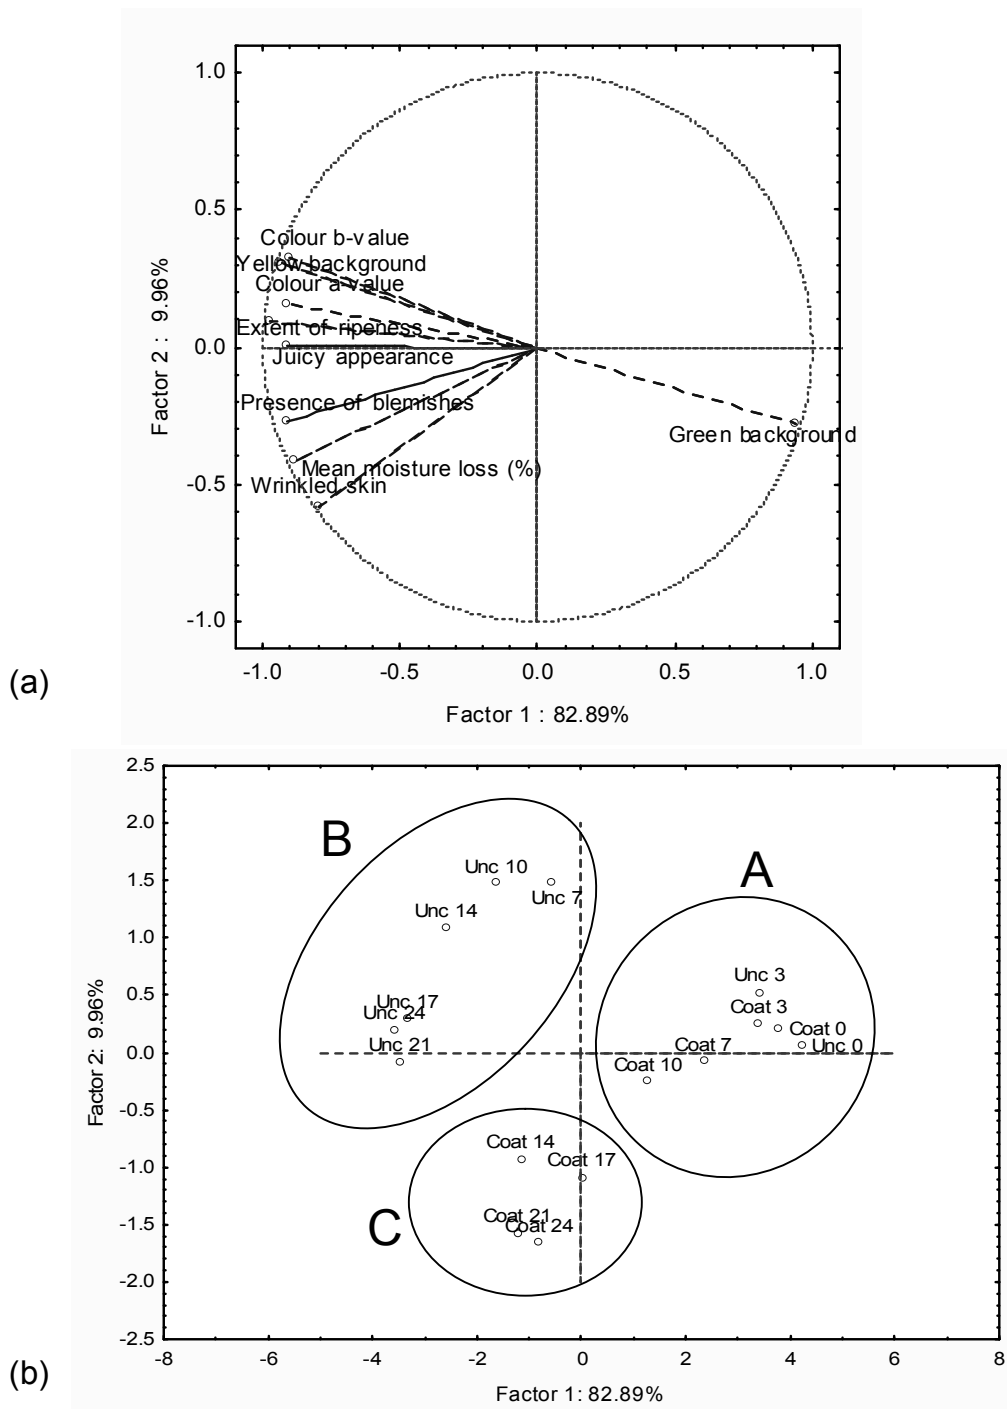 1.0
0.5
0.0
-0.5
-1.0
Factor 2 : 9.96%
Colour b-value
Yellow background
Colour a-value
Extent of ripeness
Juicy appearance
Presence of blemishes
Mean moisture loss (%)
Wrinkled skin
Green background
-1.0 -0.5 0.0 0.5 1.0
Factor 1 : 82.89%
(a)
2.5
2.0
1.5
1.0
0.5
0.0
-0.5
-1.0
-1.5
-2.0
-2.5
Factor 2: 9.96%
B
Unc 10
Unc 7
Unc 14
Unc 17
Unc 24
Unc 21
A
Unc 3
Coat 3
Coat 0
Unc 0
Coat 7
Coat 10
C
Coat 14
Coat 17
Coat 21
Coat 24
-8 -6 -4 -2 0 2 4 6 8
Factor 1: 82.89%
(b)